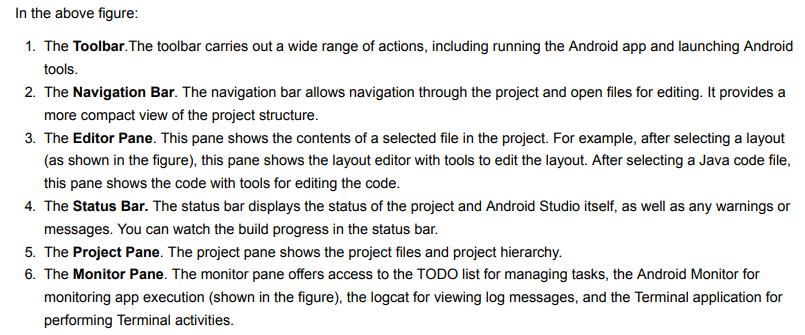 In the above figure:
1. The Toolbar.The toolbar carries out a wide range of actions, including running the Android app and launching Android
tools.
2. The Navigation Bar. The navigation bar allows navigation through the project and open files for editing. It provides a
more compact view of the project structure.
3. The Editor Pane. This pane shows the contents of a selected file in the project. For example, after selecting a layout
(as shown in the figure), this pane shows the layout editor with tools to edit the layout. After selecting a Java code file,
this pane shows the code with tools for editing the code.
4. The Status Bar. The status bar displays the status of the project and Android Studio itself, as well as any warnings or
messages. You can watch the build progress in the status bar.
5. The Project Pane. The project pane shows the project files and project hierarchy.
6. The Monitor Pane. The monitor pane offers access to the TODO list for managing tasks, the Android Monitor for
monitoring app execution (shown in the figure), the logcat for viewing log messages, and the Terminal application for
performing Terminal activities.